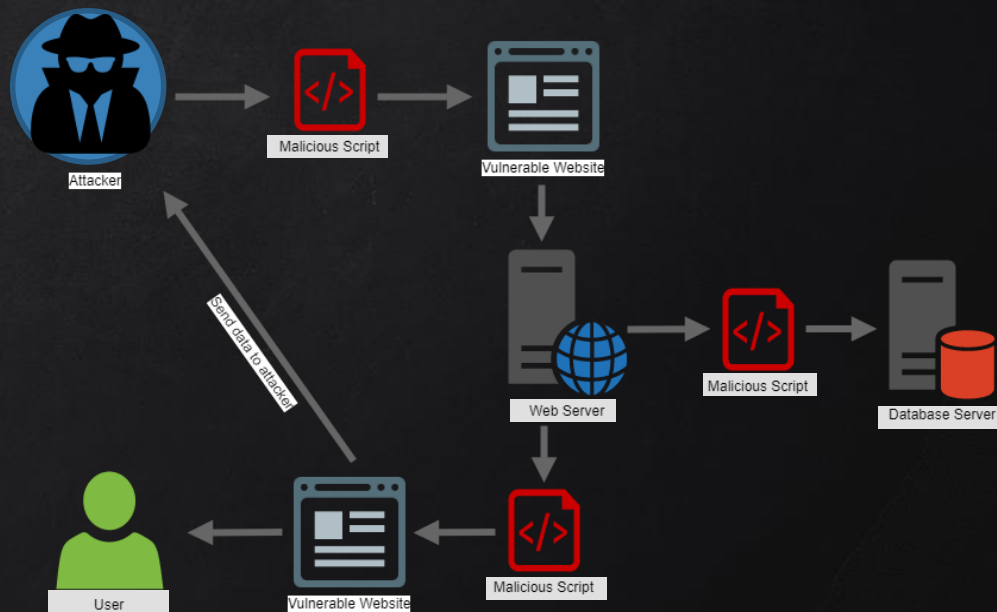 Malicious Script
Vulnerable Website
Attacker
Send data to attacker
Malicious Script
Web Server
Database Server
Malicious Script
User
Vulnerable Website